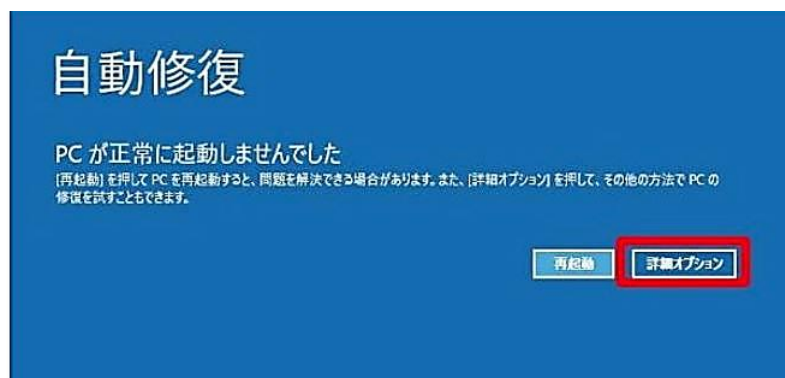 自動修復
PC が正常に起動しませんでした
[再起動] を押して PC を再起動すると、問題を解決できる場合があります。また、[詳細オプション] を押して、その他の方法で PC の
修復を試すこともできます。
再起動
詳細オプション